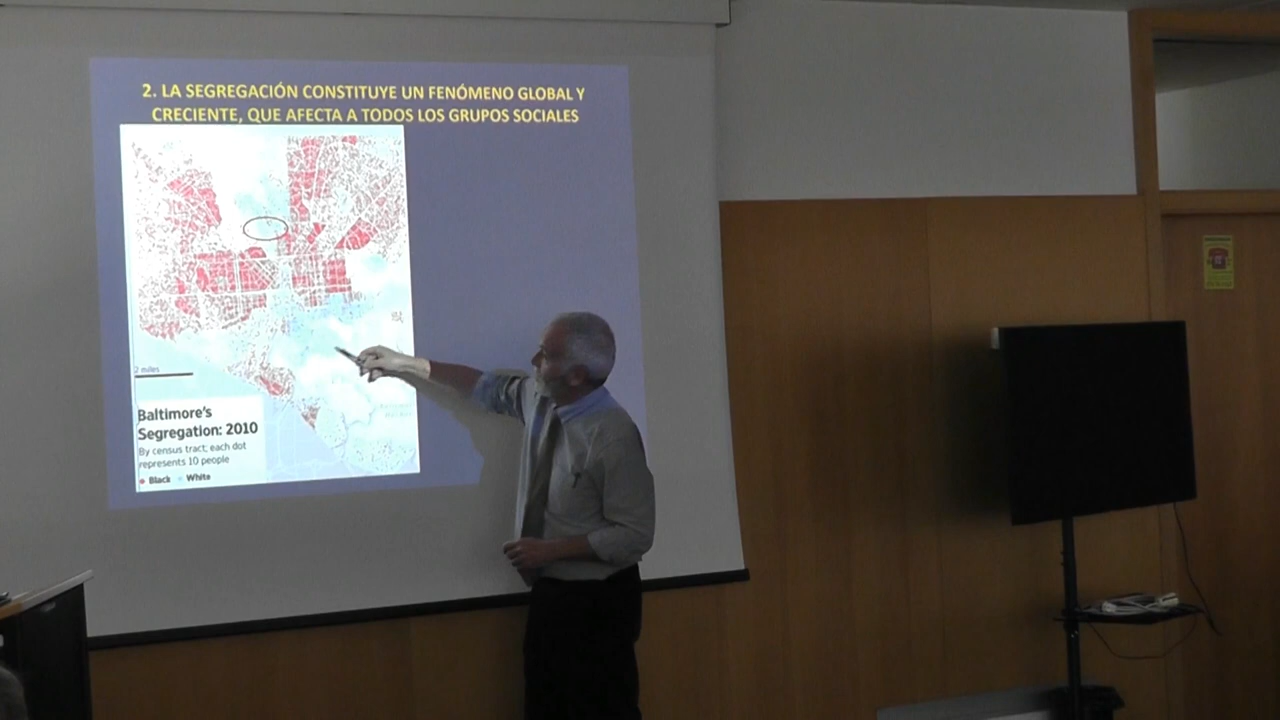 2. LA SEGREGACIÓN CONSTITUYE UN FENÓMENO GLOBAL Y
CRECIENTE, QUE AFECTA A TODOS LOS GRUPOS SOCIALES
2 miles
Baltimore's
Segregation: 2010
By census tract; each dot
represents 10 people
Black White